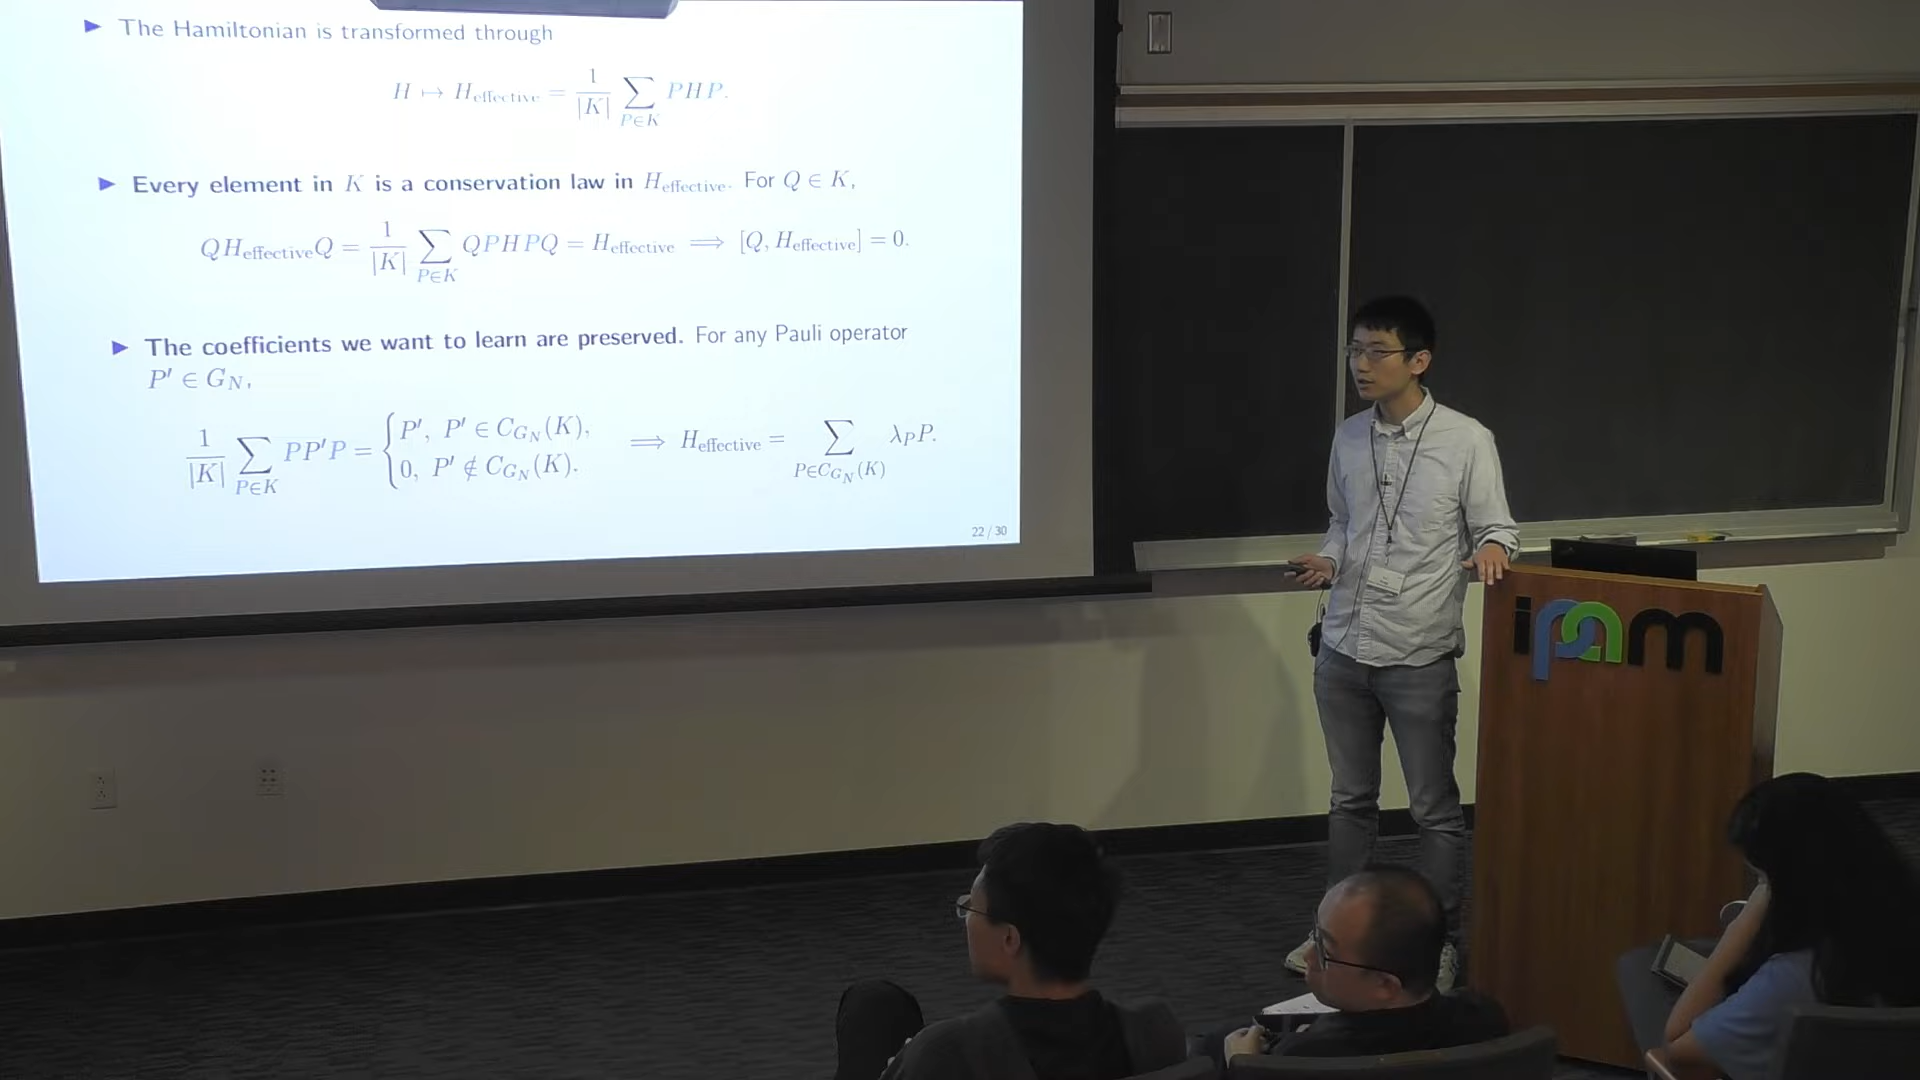 ▶ The Hamiltonian is transformed through
H ↦ H_effective = 1/|K| ∑_{P∈K} PHP.
▶ Every element in K is a conservation law in H_effective. For Q ∈ K,
QH_effectiveQ = 1/|K| ∑_{P∈K} QPHPQ = H_effective ⟹ [Q, H_effective] = 0.
▶ The coefficients we want to learn are preserved. For any Pauli operator
P′ ∈ G_N,
1/|K| ∑_{P∈K} PP′P = { P′, P′ ∈ C_{G_N}(K), 0, P′ ∉ C_{G_N}(K). ⟹ H_effective = ∑_{P∈C_{G_N}(K)} λ_P P.
22 / 30
ipam